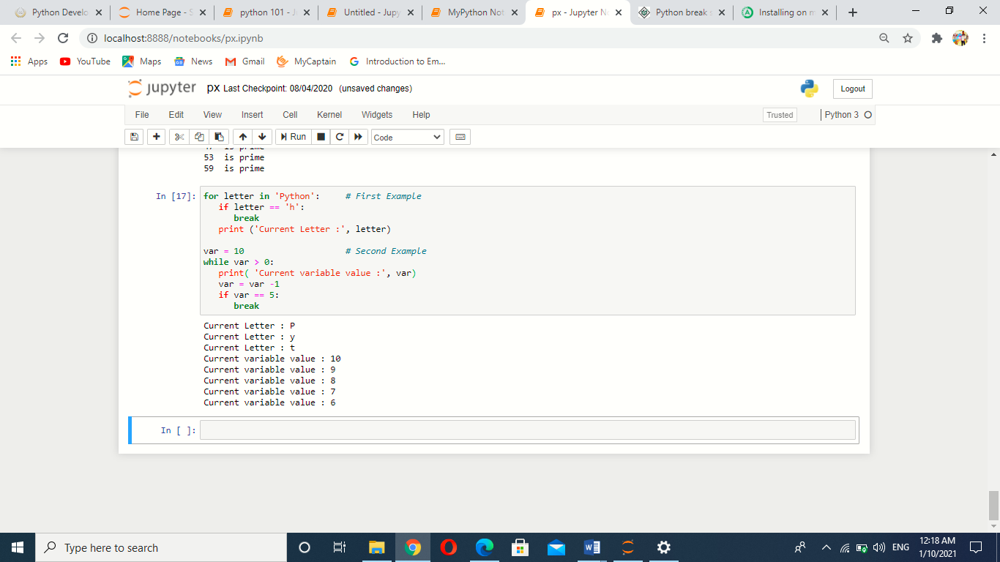 Python Develo
Home Page - S
python 101 - J
Untitled - Jupy
MyPython Not
px - Jupyter No
Python break s
Installing on m
localhost:8888/notebooks/px.ipynb
Apps YouTube Maps News Gmail MyCaptain Introduction to Em...
jupyter px Last Checkpoint: 08/04/2020 (unsaved changes) Logout
File Edit View Insert Cell Kernel Widgets Help Trusted Python 3
Run Code
47 is prime
53 is prime
59 is prime
In [17]: for letter in 'Python':     # First Example
   if letter == 'h':
      break
   print ('Current Letter :', letter)
var = 10                    # Second Example
while var > 0:
   print( 'Current variable value :', var)
   var = var -1
   if var == 5:
      break
Current Letter : P
Current Letter : y
Current Letter : t
Current variable value : 10
Current variable value : 9
Current variable value : 8
Current variable value : 7
Current variable value : 6
In [ ]:
Type here to search
ENG
12:18 AM
1/10/2021